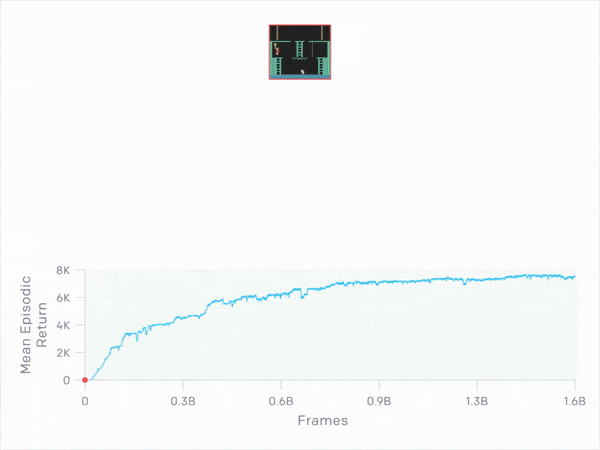 8K
6K
4K
2K
0
Mean Episodic
Return
0
0.3B
0.6B
0.9B
1.3B
1.6B
Frames